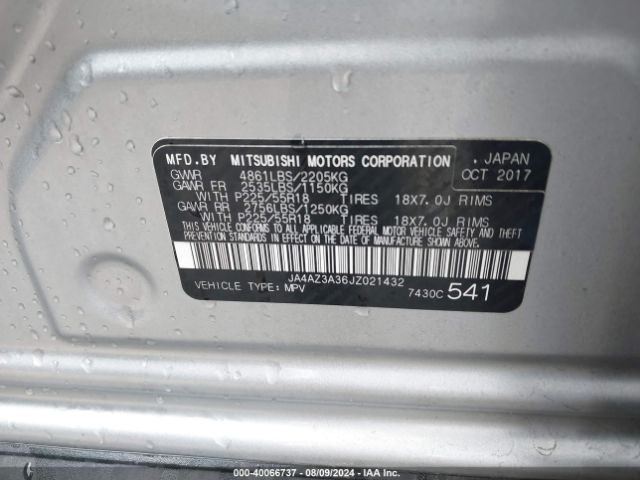 MFD.BY MITSUBISHI MOTORS CORPORATION . JAPAN
GVWR 4861LBS/2205KG OCT 2017
GAWR FR 2535LBS/1150KG
WITH P225/55R18 TIRES 18X7.0J RIMS
GAWR RR 2756LBS/1250KG
WITH P225/55R18 TIRES 18X7.0J RIMS
THIS VEHICLE CONFORMS TO ALL APPLICABLE FEDERAL MOTOR VEHICLE SAFETY AND THEFT
PREVENTION STANDARDS IN EFFECT ON THE DATE OF MANUFACTURE SHOWN ABOVE.
JA4AZ3A36JZ021432
VEHICLE TYPE: MPV 7430C 541
000--40066737 - 08/09/2024 - IAA Inc.